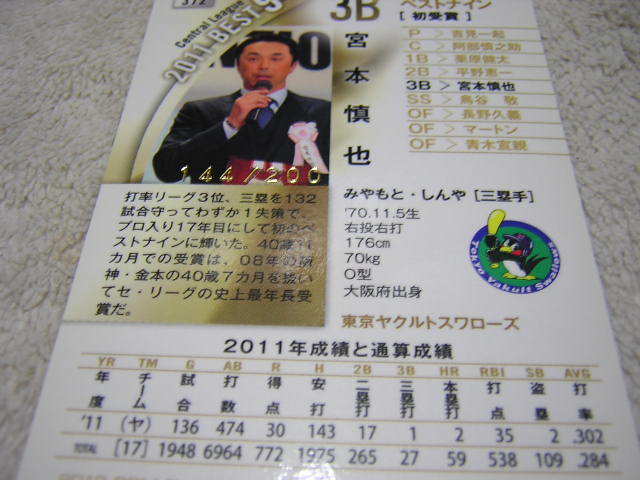 372
Central League
2011 BEST 9
3B
ベストナイン
[初受賞]
宮本慎也
P > 吉見一起
C > 阿部慎之助
1B > 栗原健太
2B > 平野恵一
3B > 宮本慎也
SS > 鳥谷 敬
OF > 長野久義
OF > マートン
OF > 青木宣親
144/200
打率リーグ3位、三塁を132
試合守ってわずか1失策で、
プロ入り17年目にして初のベ
ストナインに輝いた。40歳11
カ月での受賞は、08年の阪
神・金本の40歳7カ月を抜い
てセ・リーグの史上最年長受
賞だ。
みやもと・しんや [三塁手]
'70.11.5生
右投右打
176cm
70kg
O型
大阪府出身
Tokyo Yakult Swallows
東京ヤクルトスワローズ
2011年成績と通算成績
YR TM G AB R H 2B 3B HR RBI SB AVG
年度 チーム 試合 打数 得点 安打 二塁打 三塁打 本塁打 打点 盗塁 打率
'11 (ヤ) 136 474 30 143 17 1 2 35 2 .302
TOTAL [17] 1948 6964 772 1975 265 27 59 538 109 .284